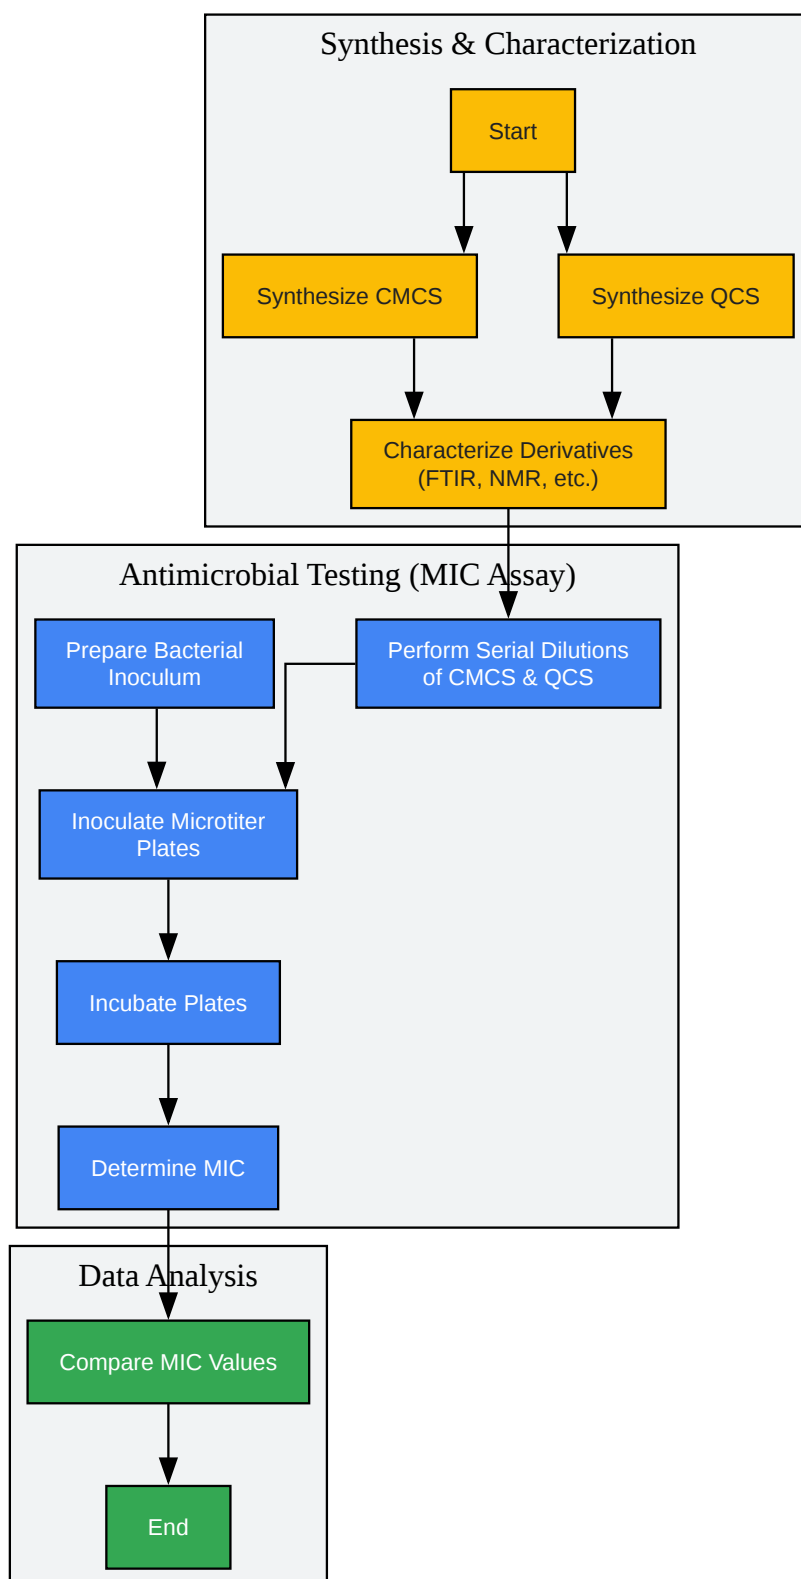 Synthesis & Characterization
Start
Synthesize CMCS
Synthesize QCS
Characterize Derivatives
(FTIR, NMR, etc.)
Antimicrobial Testing (MIC Assay)
Prepare Bacterial
Inoculum
Perform Serial Dilutions
of CMCS & QCS
Inoculate Microtiter
Plates
Incubate Plates
Determine MIC
Data Analysis
Compare MIC Values
End